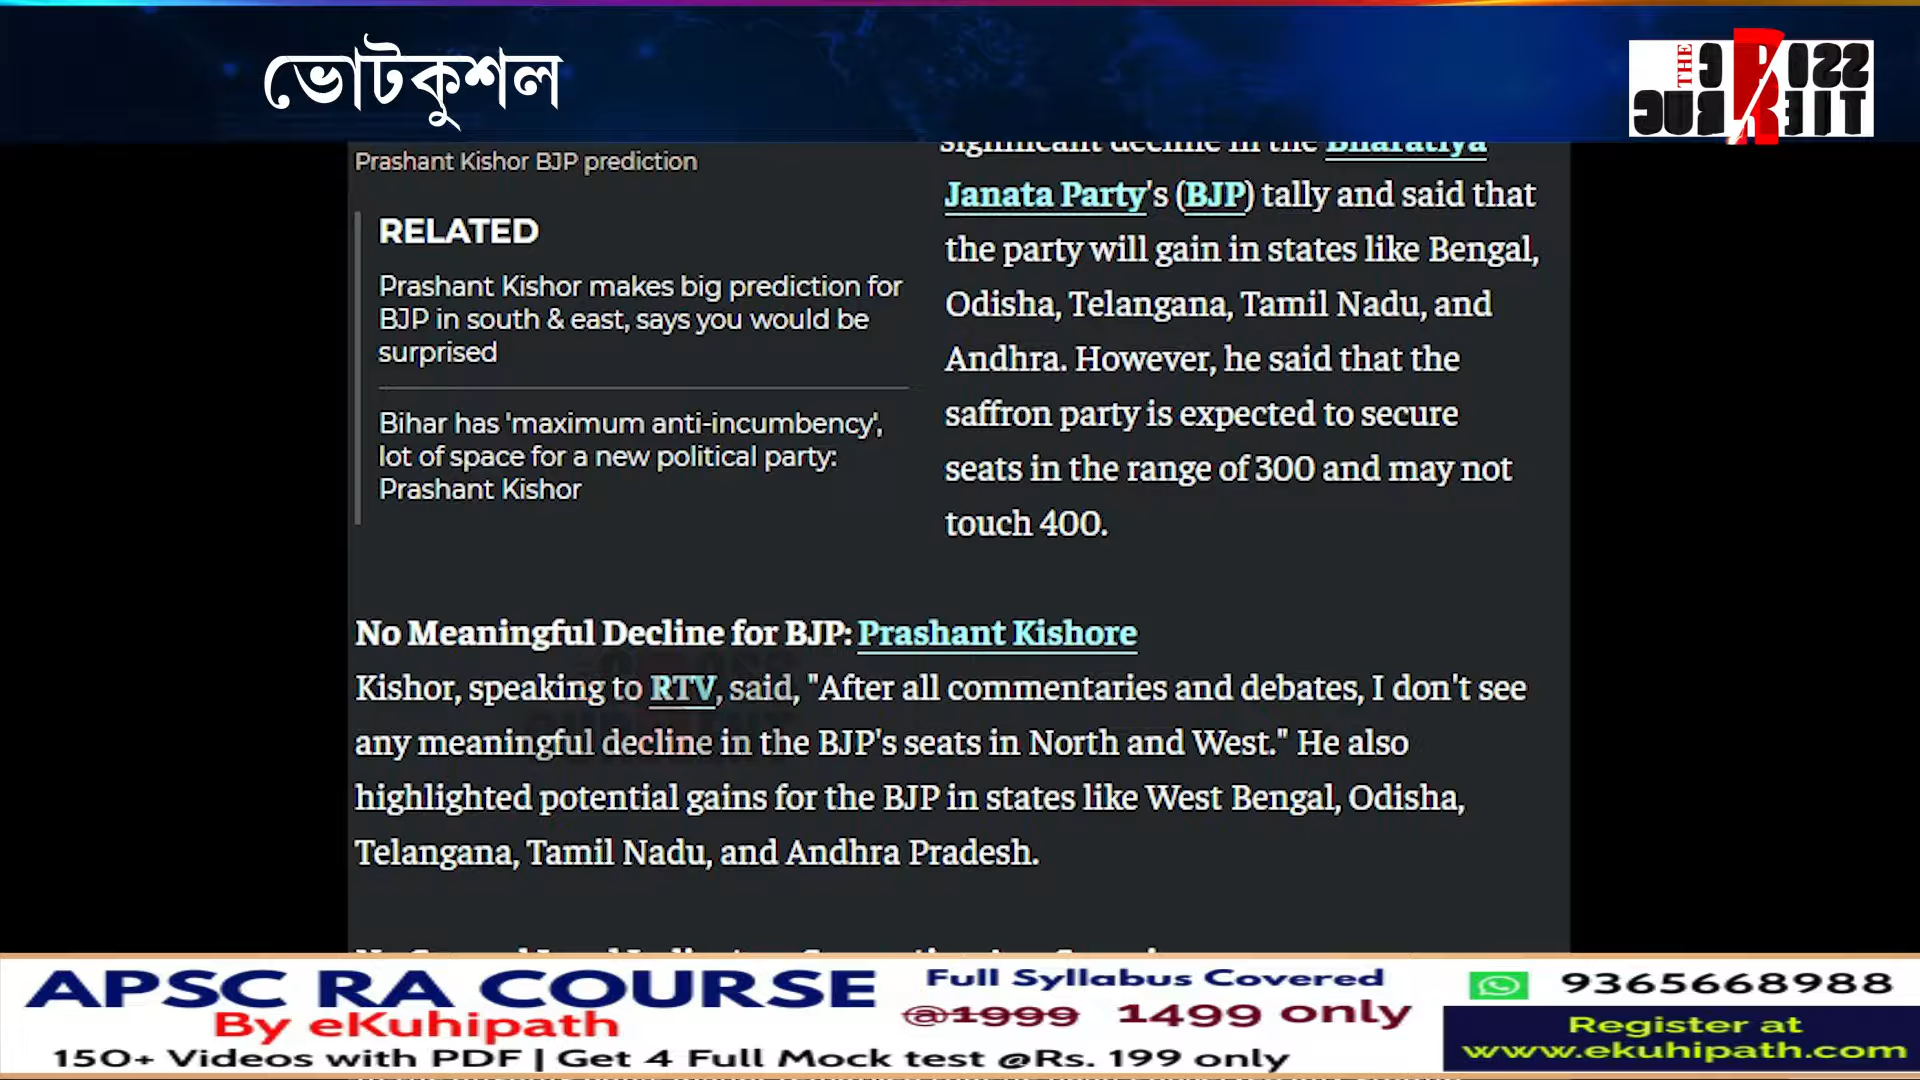 ভোটকুশল
THE CROSS
CURRENT
Prashant Kishor BJP prediction
RELATED
Prashant Kishor makes big prediction for
BJP in south & east, says you would be
surprised
Bihar has 'maximum anti-incumbency',
lot of space for a new political party:
Prashant Kishor
significant decline in the Bharatiya
Janata Party's (BJP) tally and said that
the party will gain in states like Bengal,
Odisha, Telangana, Tamil Nadu, and
Andhra. However, he said that the
saffron party is expected to secure
seats in the range of 300 and may not
touch 400.
No Meaningful Decline for BJP: Prashant Kishore
Kishor, speaking to RTV, said, "After all commentaries and debates, I don't see
any meaningful decline in the BJP's seats in North and West." He also
highlighted potential gains for the BJP in states like West Bengal, Odisha,
Telangana, Tamil Nadu, and Andhra Pradesh.
APSC RA COURSE
By eKuhipath
Full Syllabus Covered
@1999 1499 only
150+ Videos with PDF | Get 4 Full Mock test @Rs. 199 only
9365668988
Register at
www.ekuhipath.com